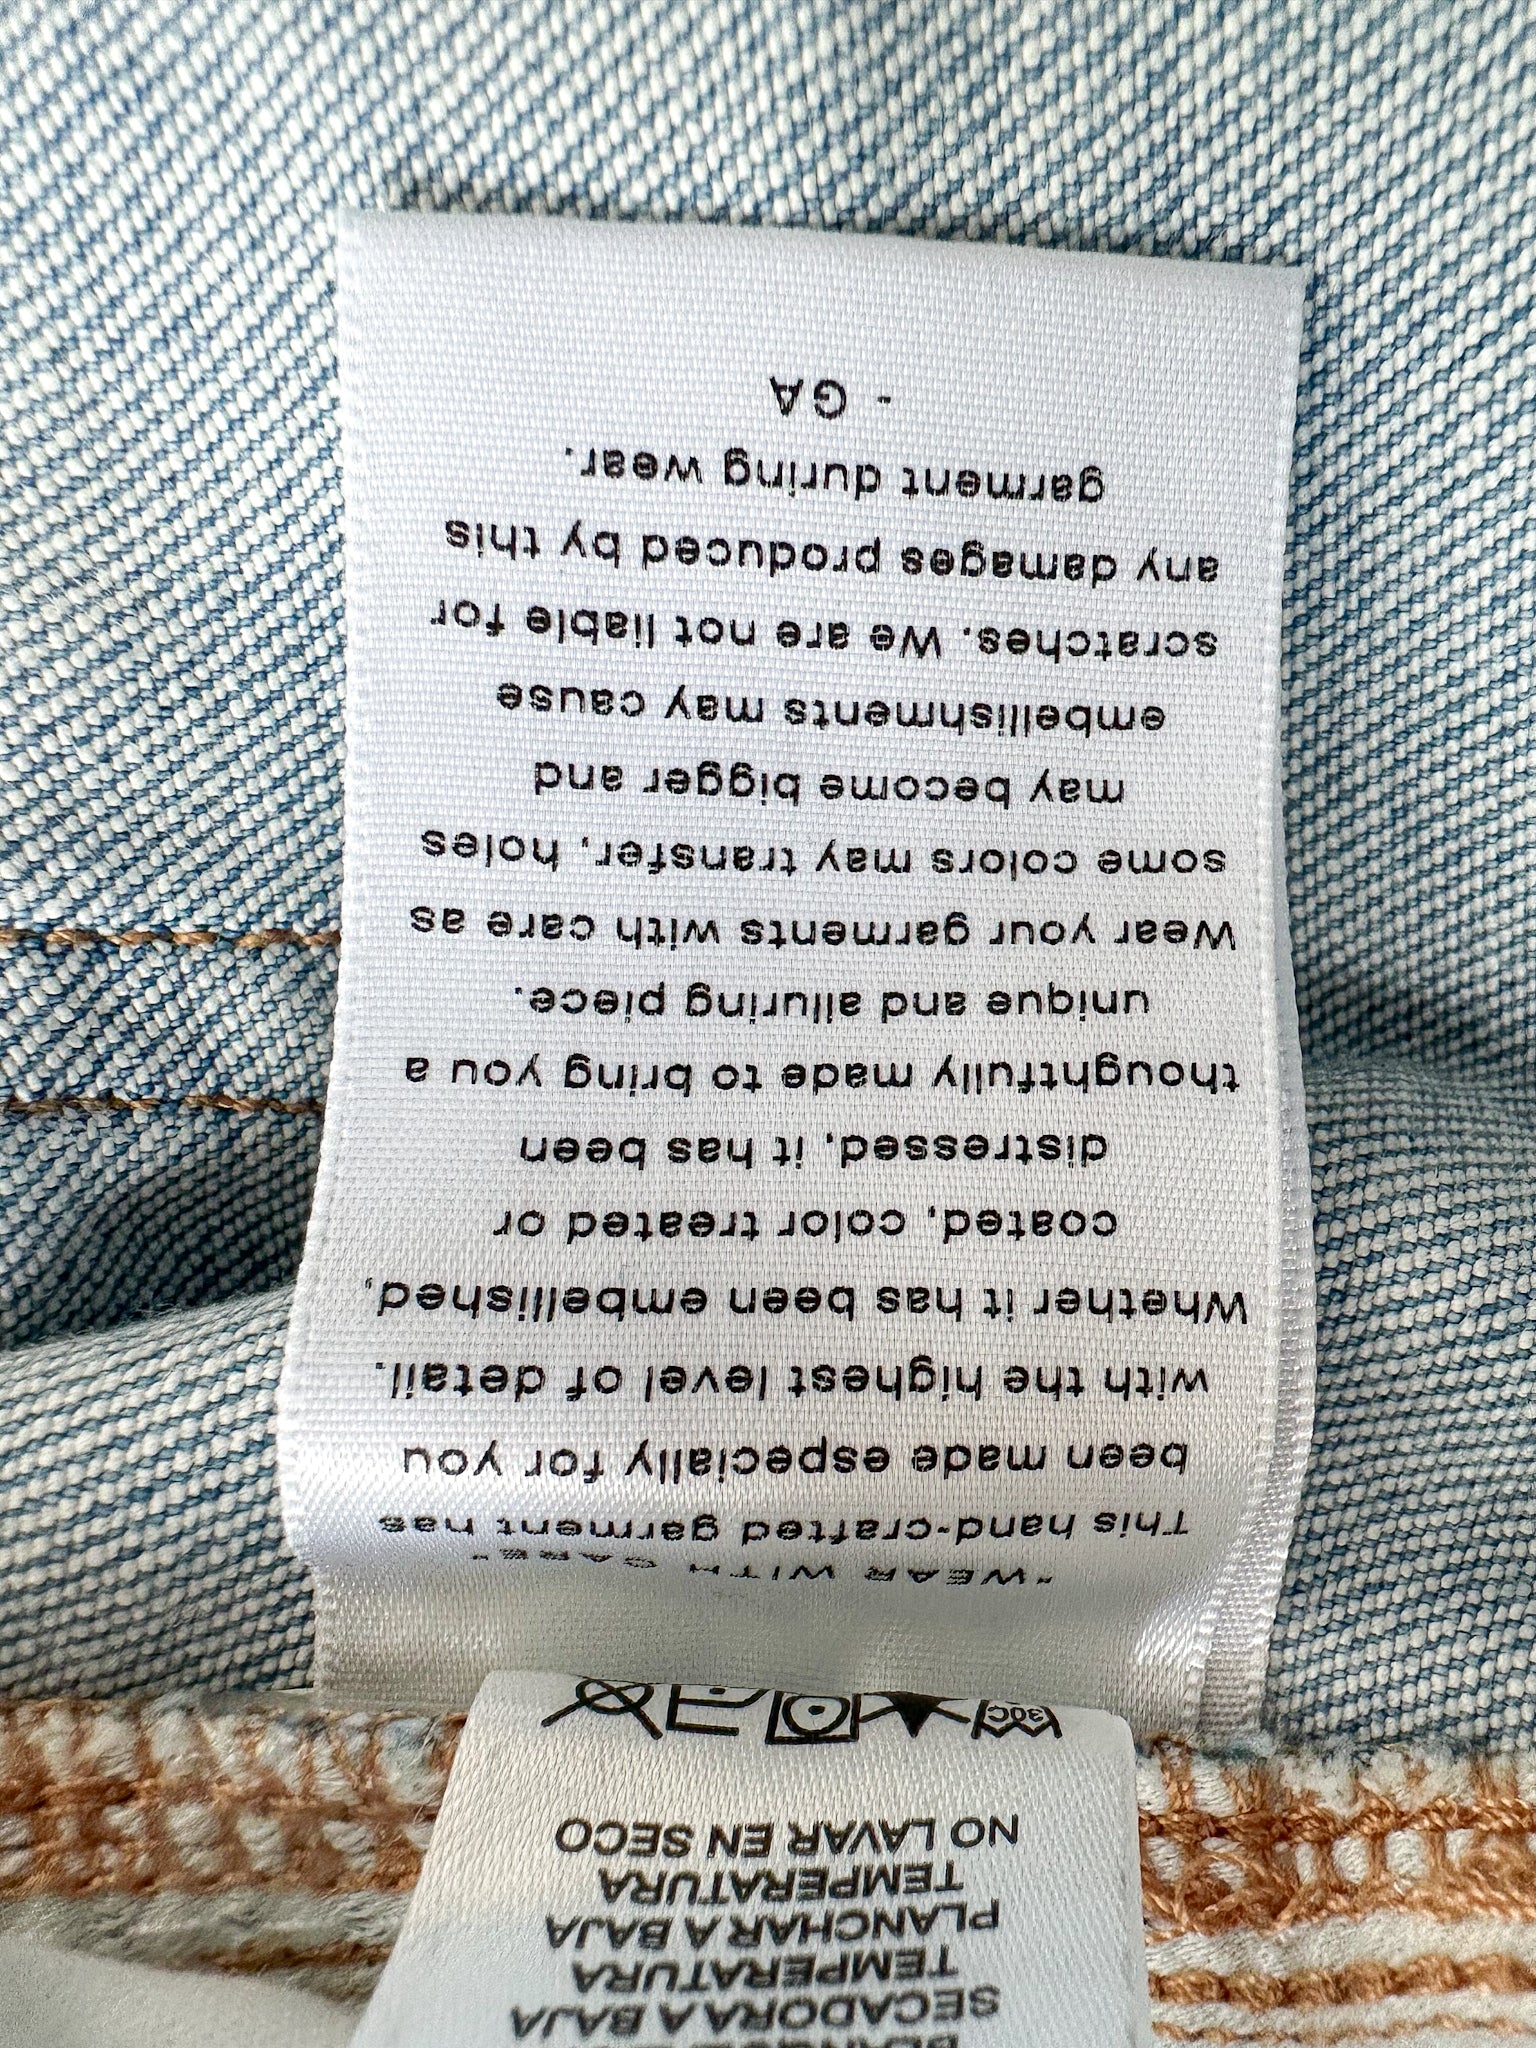 "WEAR WITH CARE"
This hand-crafted garment has
been made especially for you
with the highest level of detail.
Whether it has been embellished,
coated, color treated or
distressed, it has been
thoughtfully made to bring you a
unique and alluring piece.
Wear your garments with care as
some colors may transfer, holes
may become bigger and
embellishments may cause
scratches. We are not liable for
any damages produced by this
garment during wear.
- GA
SECADORA A BAJA
TEMPERATURA
PLANCHAR A BAJA
TEMPERATURA
NO LAVAR EN SECO
30C